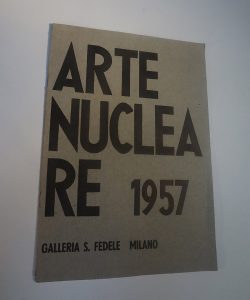 ARTE
NUCLEA
RE 1957
GALLERIA S. FEDELE MILANO